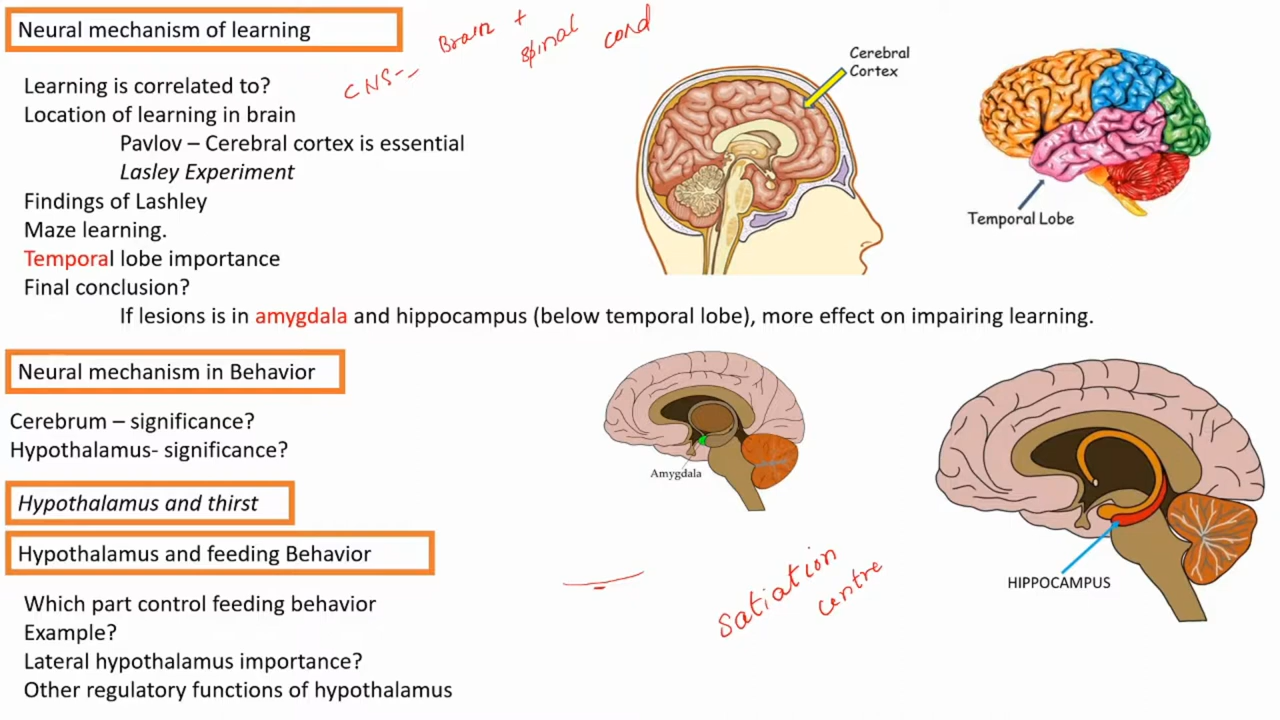 Neural mechanism of learning
CNS - Brain + spinal cord
Learning is correlated to?
Location of learning in brain
Pavlov – Cerebral cortex is essential
Lasley Experiment
Findings of Lashley
Maze learning.
Temporal lobe importance
Final conclusion?
If lesions is in amygdala and hippocampus (below temporal lobe), more effect on impairing learning.
Cerebral
Cortex
Temporal Lobe
Neural mechanism in Behavior
Cerebrum – significance?
Hypothalamus- significance?
Amygdala
HIPPOCAMPUS
Hypothalamus and thirst
Hypothalamus and feeding Behavior
Which part control feeding behavior
Example?
Lateral hypothalamus importance?
Other regulatory functions of hypothalamus
satiation
centre